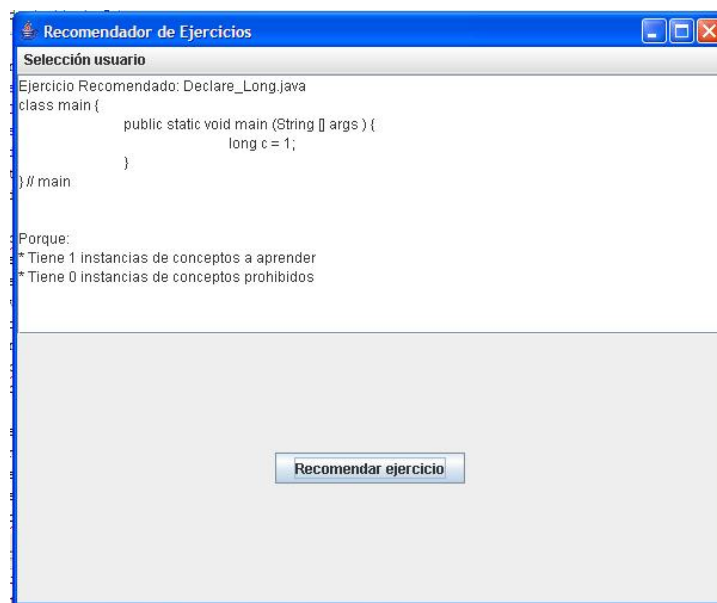 Recomendador de Ejercicios
Selección usuario
Ejercicio Recomendado: Declare_Long.java
class main {
public static void main (String [] args ) {
long c = 1;
}
} // main
Porque:
* Tiene 1 instancias de conceptos a aprender
* Tiene 0 instancias de conceptos prohibidos
Recomendar ejercicio